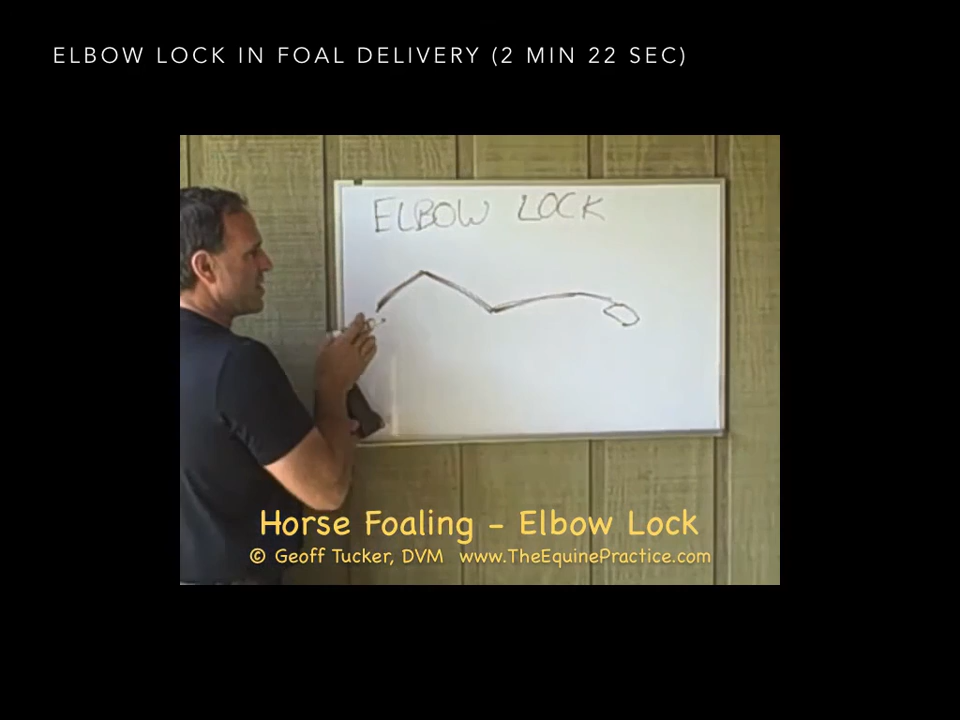 ELBOW LOCK IN FOAL DELIVERY (2 MIN 22 SEC)
ELBOW LOCK
Horse Foaling - Elbow Lock
© Geoff Tucker, DVM www.TheEquinePractice.com